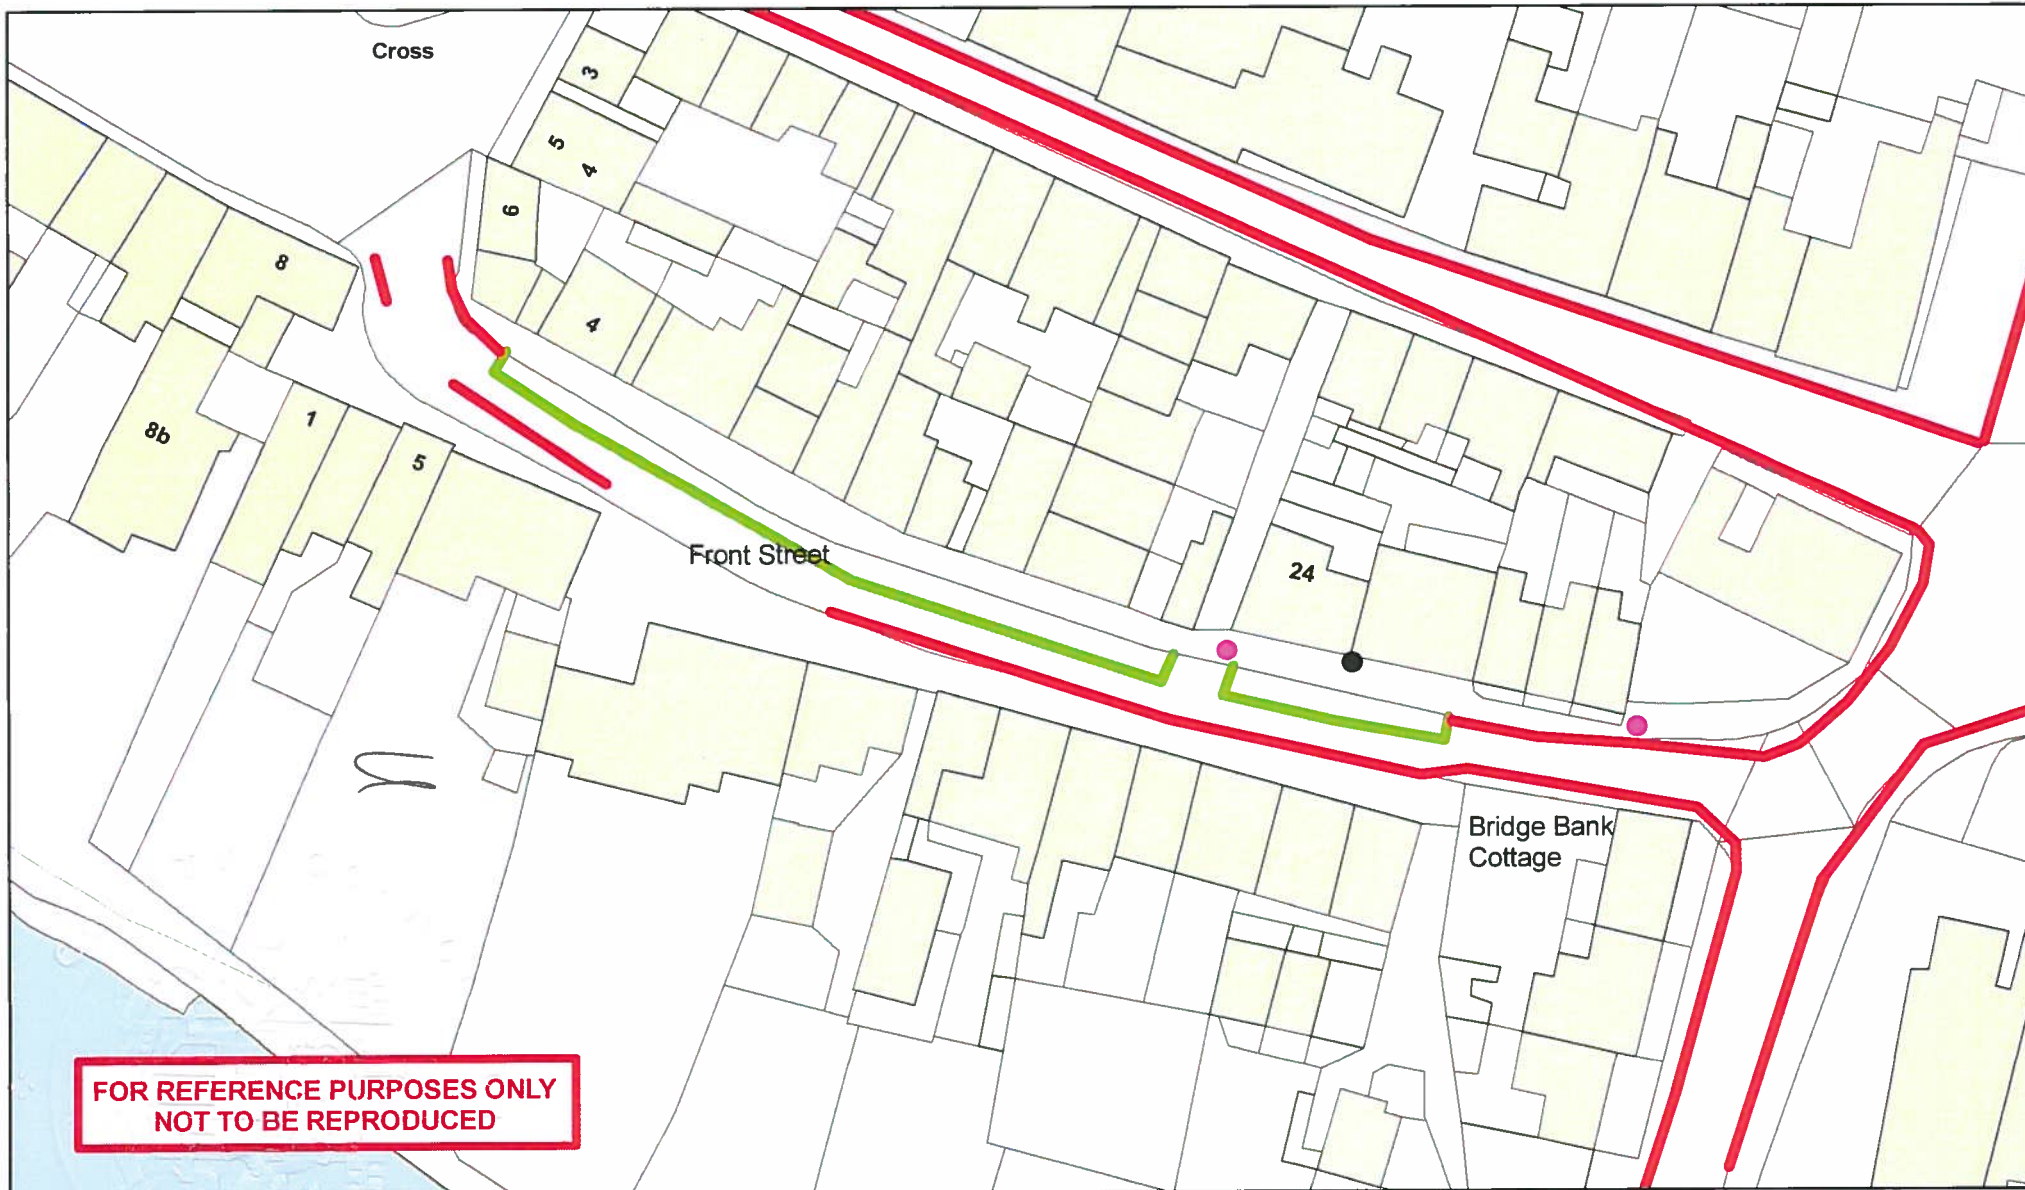 Cross
3
5
4
6
8
4
8b
1
5
Front Street
24
Bridge Bank
Cottage
FOR REFERENCE PURPOSES ONLY
NOT TO BE REPRODUCED